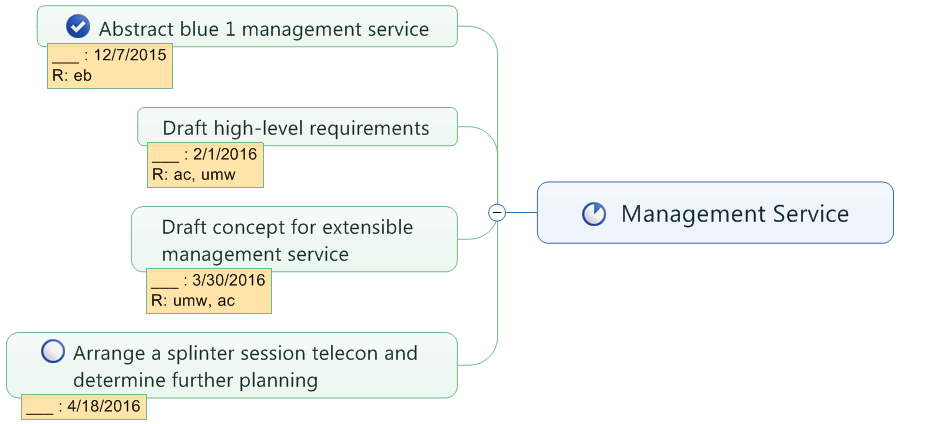 Abstract blue 1 management service
___ : 12/7/2015
R: eb
Draft high-level requirements
___ : 2/1/2016
R: ac, umw
Draft concept for extensible
management service
___ : 3/30/2016
R: umw, ac
Arrange a splinter session telecon and
determine further planning
___ : 4/18/2016
Management Service